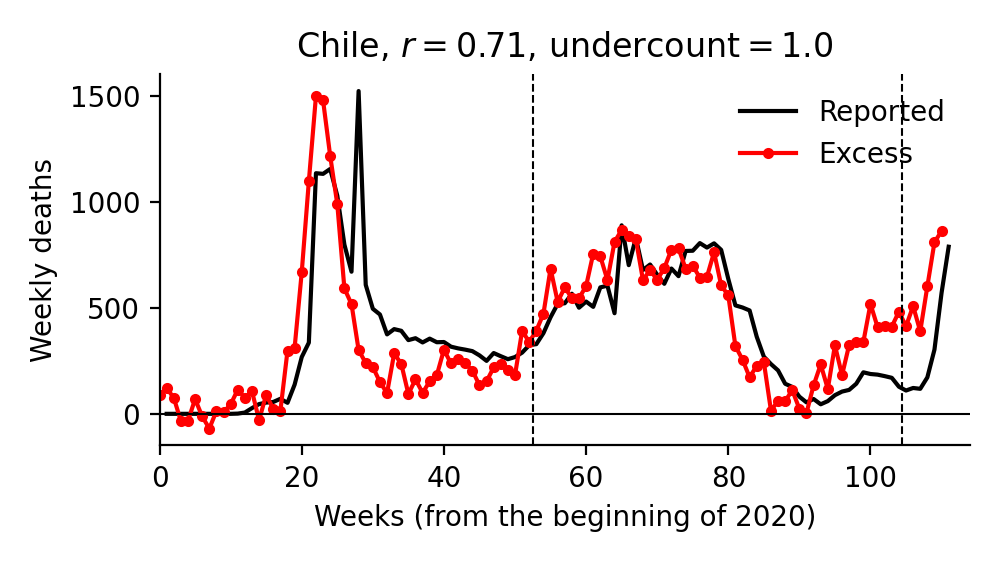 Chile, r = 0.71, undercount = 1.0
Weekly deaths
1500
1000
500
0
Reported
Excess
0 20 40 60 80 100
Weeks (from the beginning of 2020)